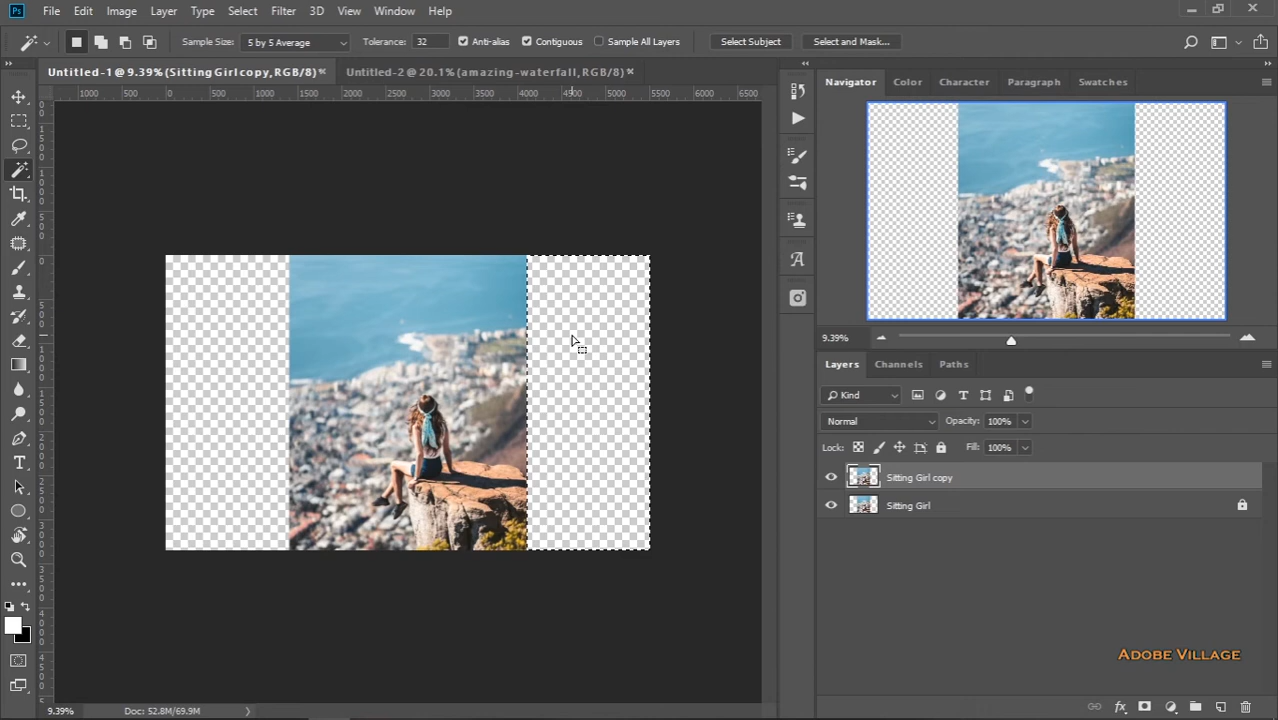 Ps File Edit Image Layer Type Select Filter 3D View Window Help
Sample Size: 5 by 5 Average Tolerance: 32 Anti-alias Contiguous Sample All Layers Select Subject Select and Mask...
Untitled-1 @ 9.39% (Sitting Girl copy, RGB/8) * Untitled-2 @ 20.1% (amazing-waterfall, RGB/8) *
Navigator Color Character Paragraph Swatches
1000 500 0 500 1000 1500 2000 2500 3000 3500 4000 4500 5000 5500 6000 6500
9.39%
Layers Channels Paths
Kind
Normal Opacity: 100%
Lock: Fill: 100%
Sitting Girl copy
Sitting Girl
ADOBE VILLAGE
9.39% Doc: 52.8M/69.9M